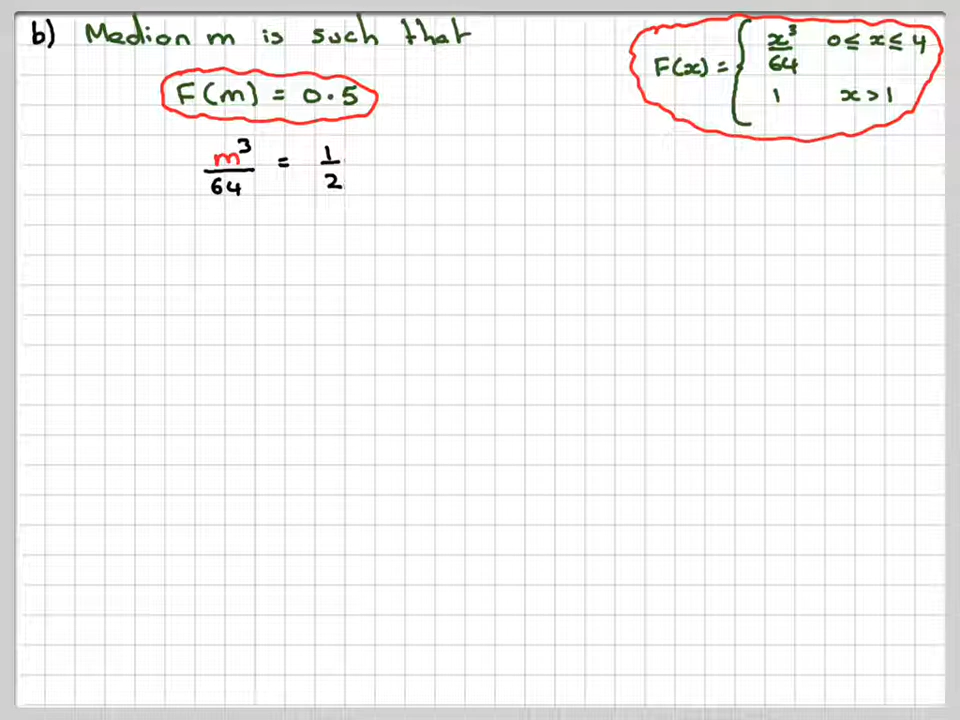 b) Median m is such that
F(m) = 0.5
m³/64 = 1/2
F(x) = { x³/64 0 ≤ x ≤ 4
1 x > 1